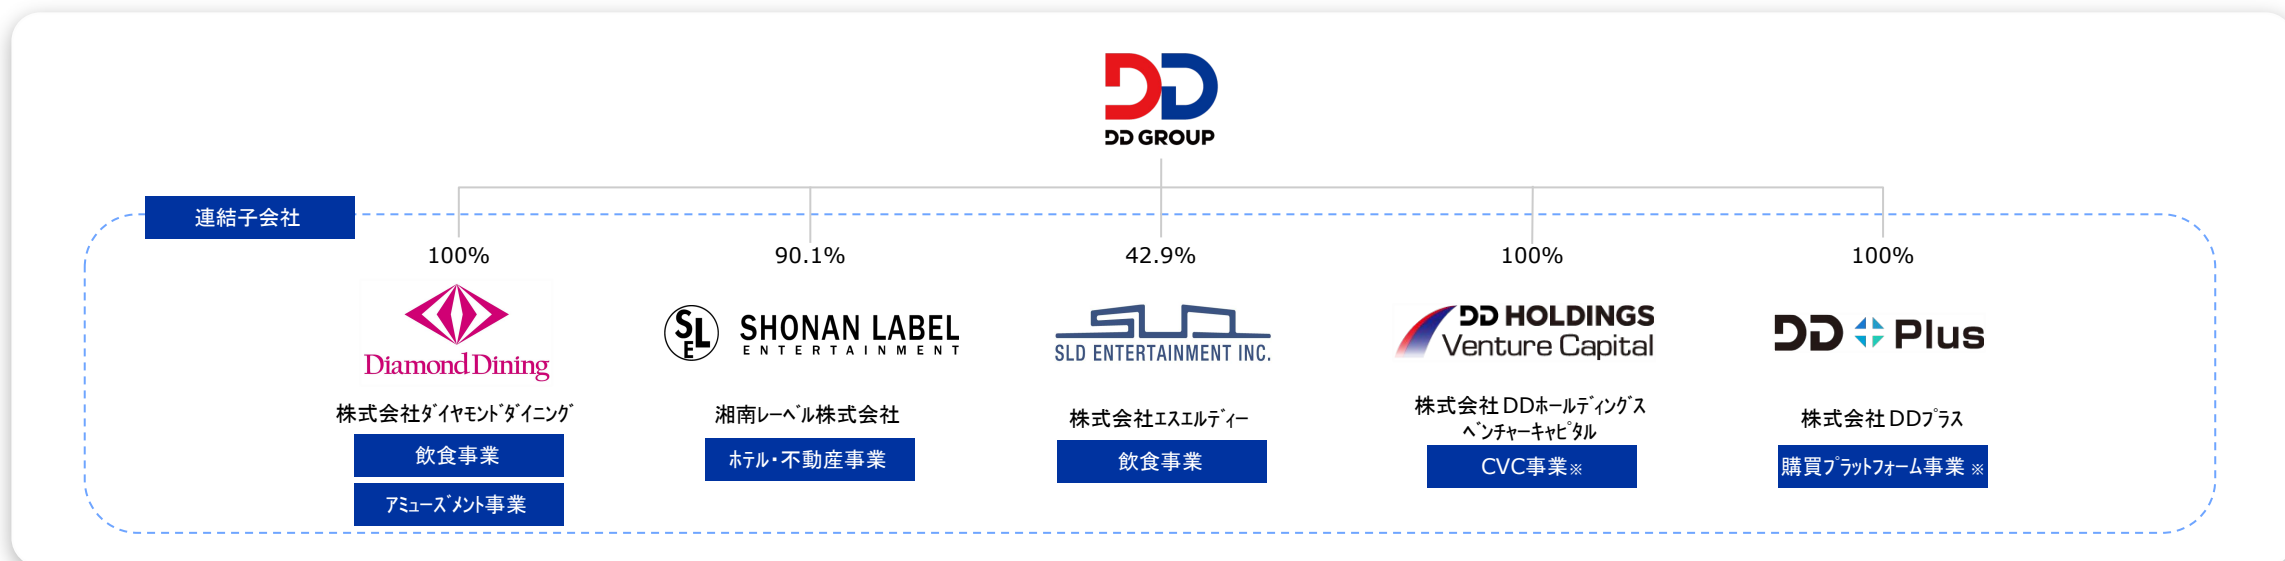 DD
DD GROUP
連結子会社
100%
90.1%
42.9%
100%
100%
Diamond Dining
SLE
SHONAN LABEL
ENTERTAINMENT
SLD
SLD ENTERTAINMENT INC.
DD HOLDINGS
Venture Capital
DD Plus
株式会社ﾀﾞｲﾔﾓﾝﾄﾞﾀﾞｲﾆﾝｸﾞ
飲食事業
ｱﾐｭｰｽﾞﾒﾝﾄ事業
湘南ﾚｰﾍﾞﾙ株式会社
ﾎﾃﾙ・不動産事業
株式会社ｴｽｴﾙﾃﾞｨｰ
飲食事業
株式会社DDﾎｰﾙﾃﾞｨﾝｸﾞｽ
ﾍﾞﾝﾁｬｰｷｬﾋﾟﾀﾙ
CVC事業※
株式会社DDﾌﾟﾗｽ
購買ﾌﾟﾗｯﾄﾌｫｰﾑ事業※